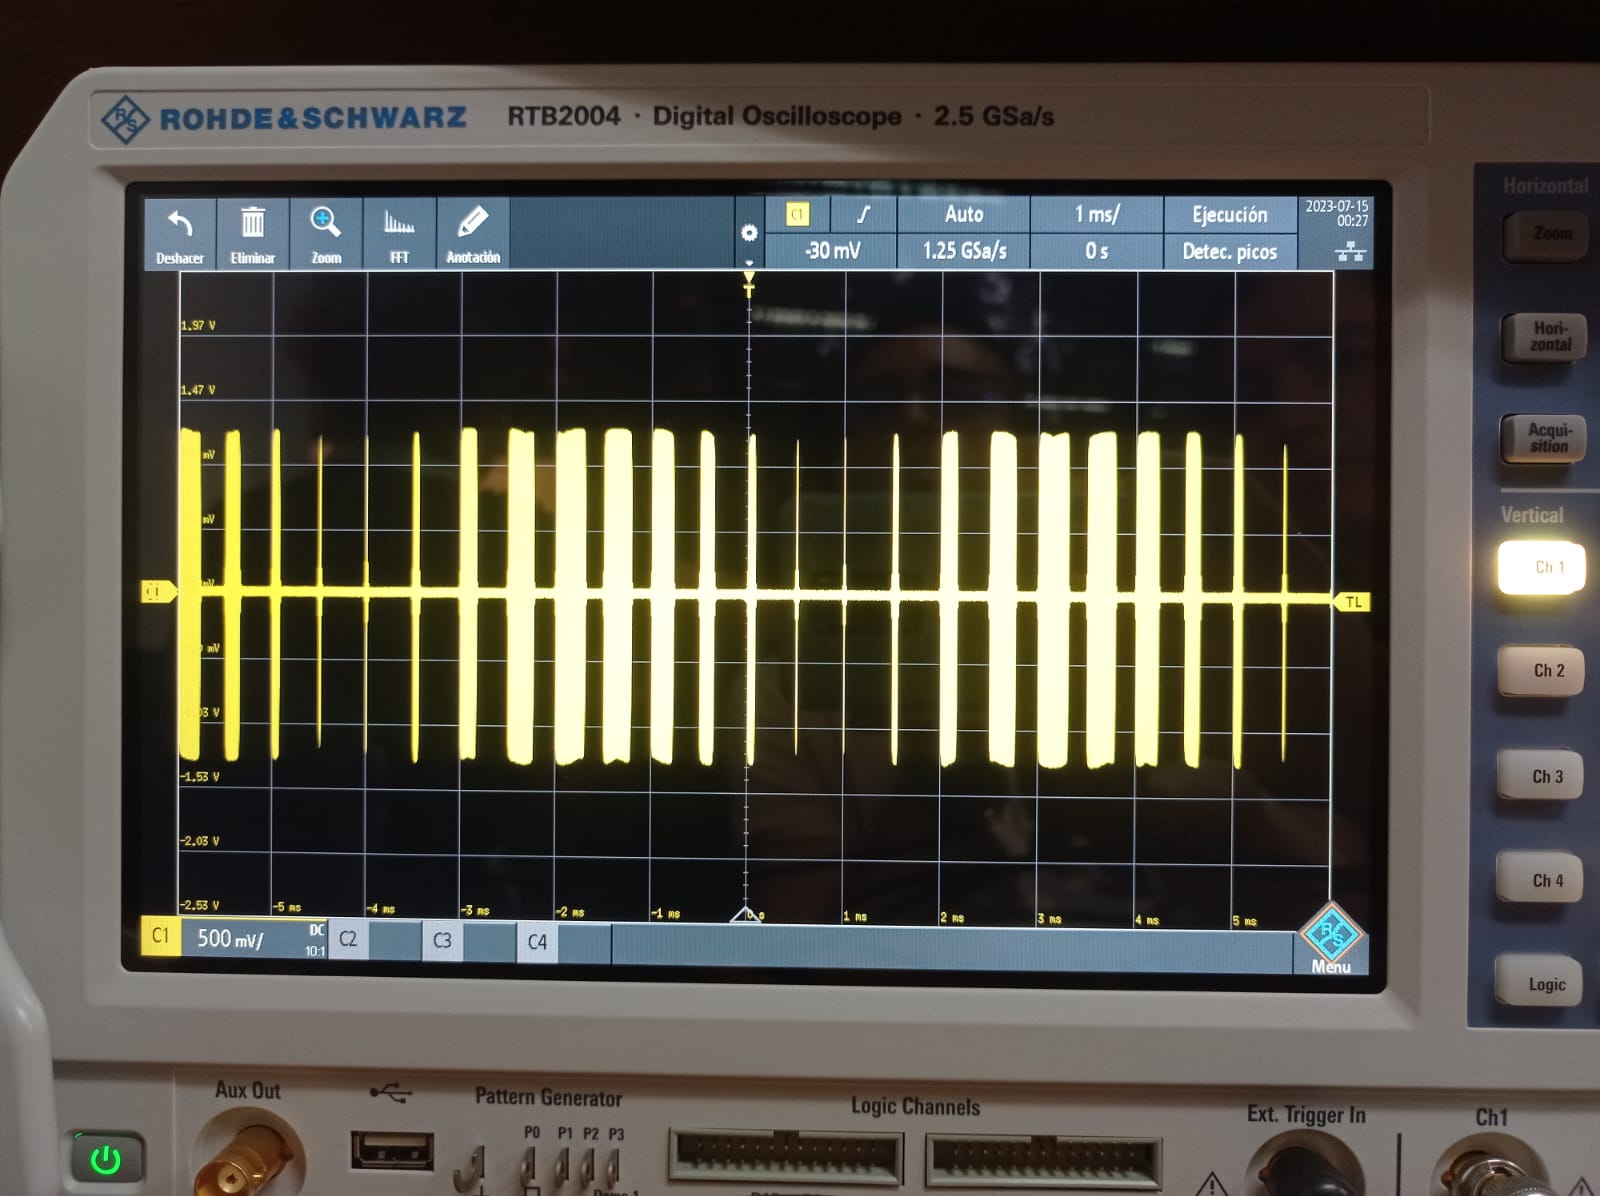 ROHDE&SCHWARZ RTB2004 · Digital Oscilloscope · 2.5 GSa/s
Horizontal
C1 Auto 1 ms/ Ejecución 2023-07-15
00:27
Deshacer Eliminar Zoom FFT Anotación
-30 mV 1.25 GSa/s 0 s Detec. picos
Zoom
T
1.97 V
Hori-
zontal
1.47 V
mV
Acqui-
sition
mV
Vertical
mV
Ch 1
C1
TL
mV
Ch 2
-1.53 V
Ch 3
-2.03 V
Ch 4
-2.53 V -5 ms -4 ms -3 ms -2 ms -1 ms 0 s 1 ms 2 ms 3 ms 4 ms 5 ms
C1 500 mV/ DC
10:1
C2 C3 C4
Menu
Logic
Aux Out Pattern Generator Logic Channels Ext. Trigger In Ch1
P0 P1 P2 P3